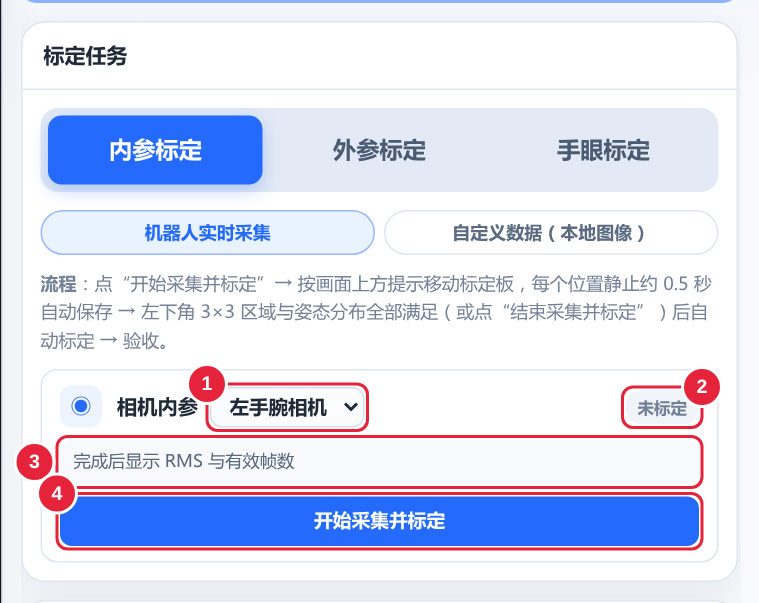 标定任务
内参标定 外参标定 手眼标定
机器人实时采集 自定义数据（本地图像）
流程：点“开始采集并标定”→ 按画面上方提示移动标定板，每个位置静止约 0.5 秒
自动保存 → 左下角 3×3 区域与姿态分布全部满足（或点“结束采集并标定”）后自
动标定 → 验收。
1
相机内参 左手腕相机 未标定
2
3
完成后显示 RMS 与有效帧数
4
开始采集并标定